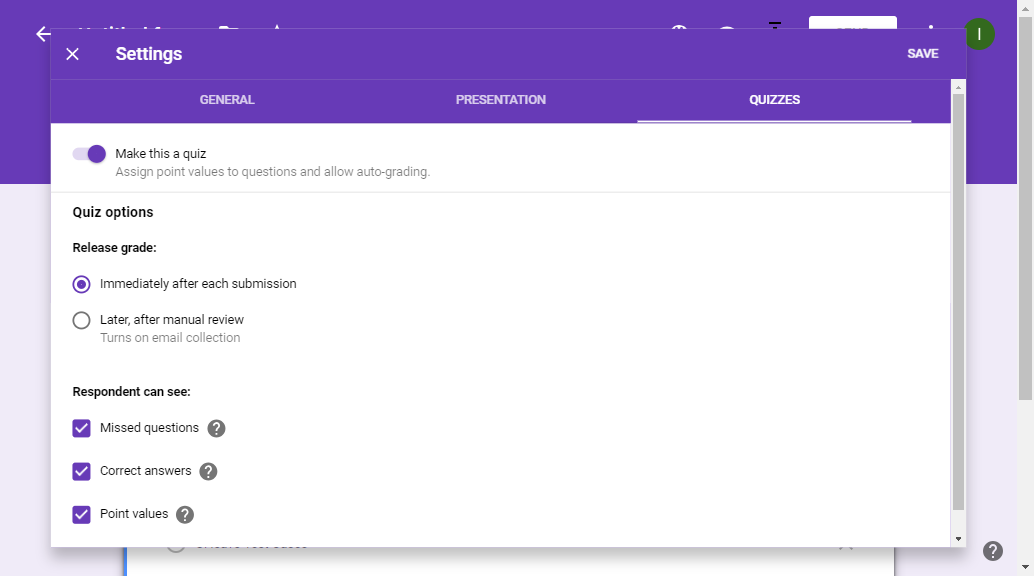 Settings
SAVE
GENERAL
PRESENTATION
QUIZZES
Make this a quiz
Assign point values to questions and allow auto-grading.
Quiz options
Release grade:
Immediately after each submission
Later, after manual review
Turns on email collection
Respondent can see:
Missed questions
Correct answers
Point values
I